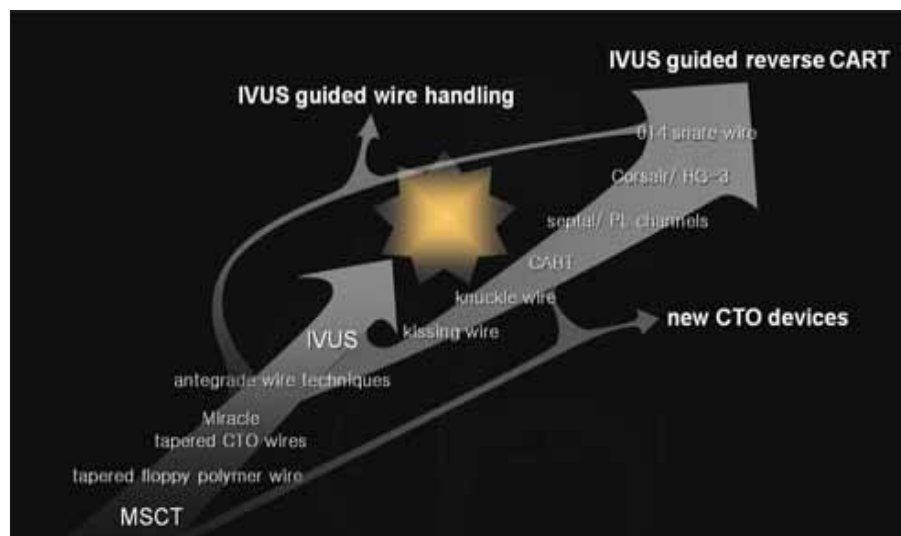 IVUS guided reverse CART
IVUS guided wire handling
014 snare wire
Corsair/ HG-3
septal/ PL channels
CART
knuckle wire
new CTO devices
kissing wire
IVUS
antegrade wire techniques
Miracle
tapered CTO wires
tapered floppy polymer wire
MSCT